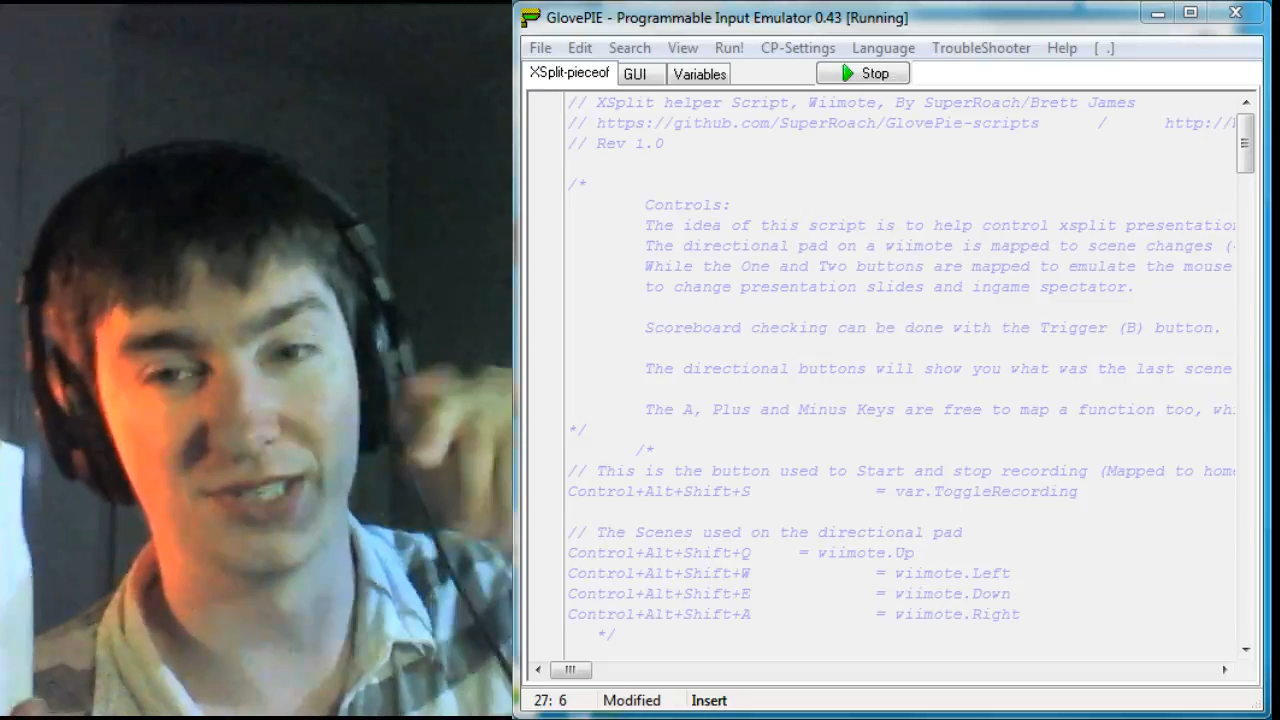 GlovePIE - Programmable Input Emulator 0.43 [Running]
File Edit Search View Run! CP-Settings Language TroubleShooter Help [ .]
XSplit-pieceof GUI Variables Stop
// XSplit helper Script, Wiimote, By SuperRoach/Brett James
// https://github.com/SuperRoach/GlovePie-scripts / http://
// Rev 1.0
/*
Controls:
The idea of this script is to help control xsplit presentation
The directional pad on a wiimote is mapped to scene changes (
While the One and Two buttons are mapped to emulate the mouse
to change presentation slides and ingame spectator.
Scoreboard checking can be done with the Trigger (B) button.
The directional buttons will show you what was the last scene
The A, Plus and Minus Keys are free to map a function too, whi
*/
/*
// This is the button used to Start and stop recording (Mapped to home
Control+Alt+Shift+S = var.ToggleRecording
// The Scenes used on the directional pad
Control+Alt+Shift+Q = wiimote.Up
Control+Alt+Shift+W = wiimote.Left
Control+Alt+Shift+E = wiimote.Down
Control+Alt+Shift+A = wiimote.Right
*/
27: 6 Modified Insert